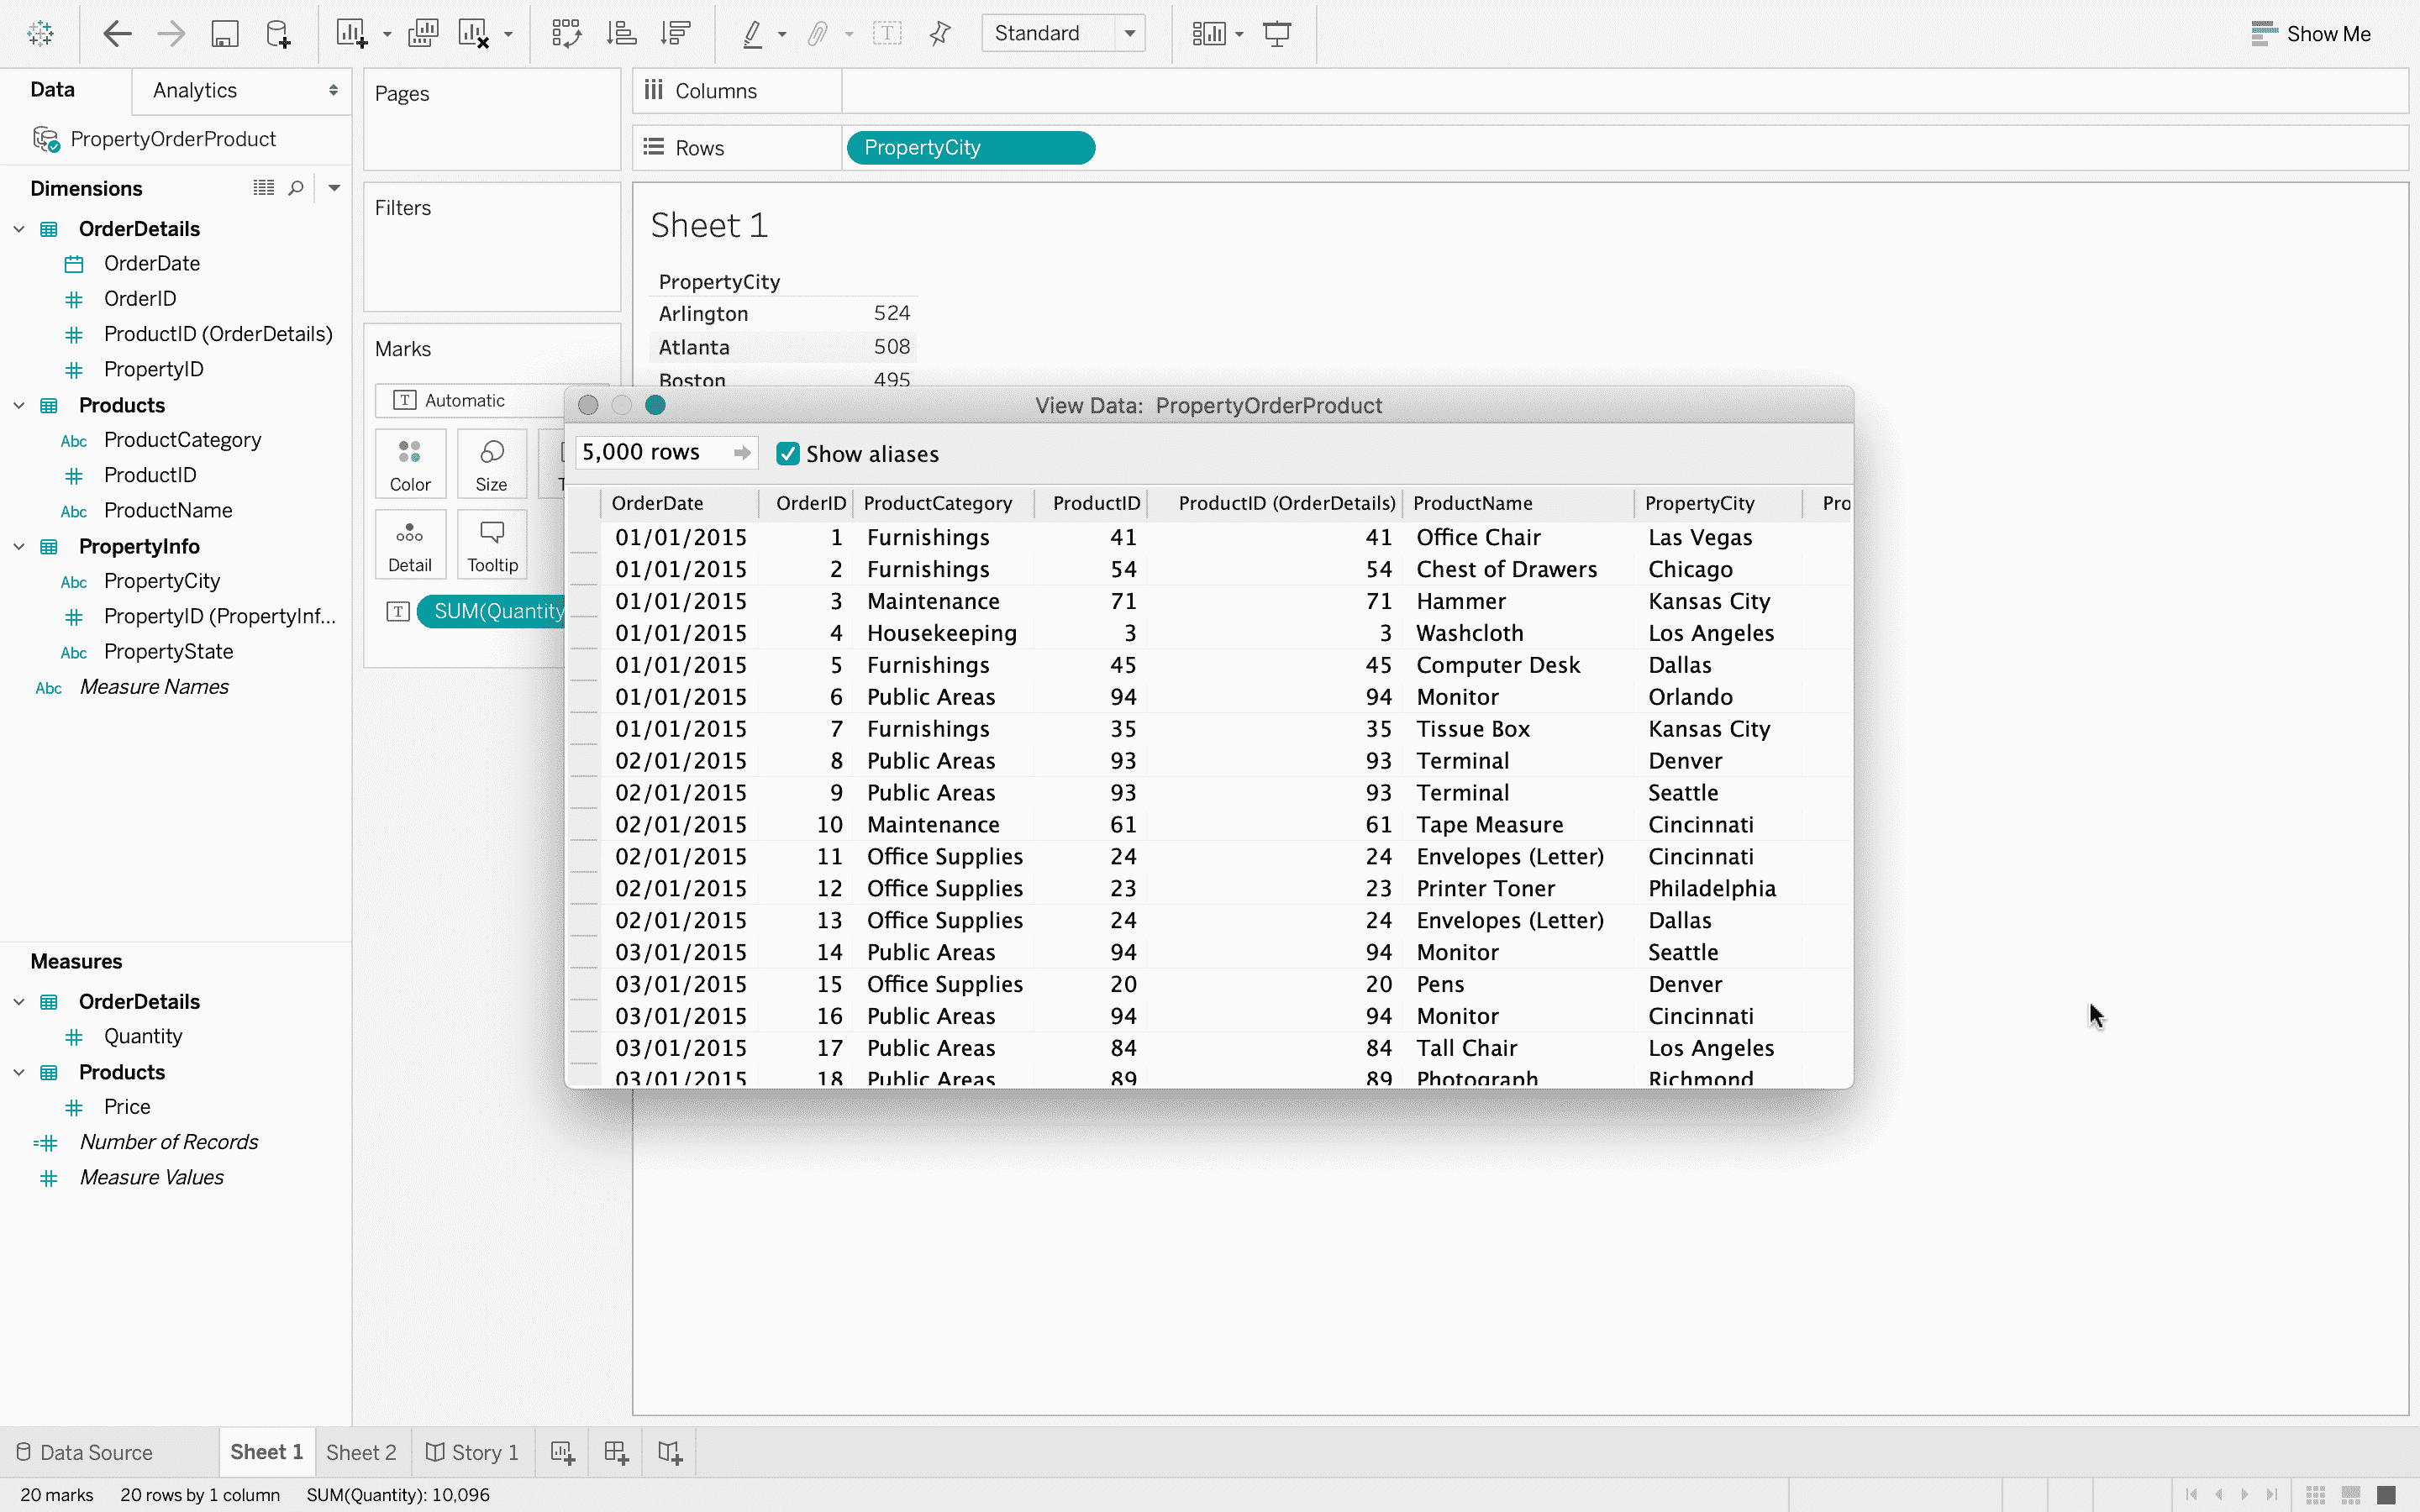 Standard
Show Me
Data
Analytics
PropertyOrderProduct
Dimensions
OrderDetails
OrderDate
OrderID
ProductID (OrderDetails)
PropertyID
Products
Abc ProductCategory
ProductID
Abc ProductName
PropertyInfo
Abc PropertyCity
PropertyID (PropertyInf...
Abc PropertyState
Abc Measure Names
Measures
OrderDetails
Quantity
Products
Price
Number of Records
Measure Values
Pages
Filters
Marks
T Automatic
Color
Size
Detail
Tooltip
T SUM(Quantity
Columns
Rows PropertyCity
Sheet 1
PropertyCity
Arlington 524
Atlanta 508
Boston 495
View Data: PropertyOrderProduct
5,000 rows Show aliases
OrderDate OrderID ProductCategory ProductID ProductID (OrderDetails) ProductName PropertyCity Pro
01/01/2015 1 Furnishings 41 41 Office Chair Las Vegas
01/01/2015 2 Furnishings 54 54 Chest of Drawers Chicago
01/01/2015 3 Maintenance 71 71 Hammer Kansas City
01/01/2015 4 Housekeeping 3 3 Washcloth Los Angeles
01/01/2015 5 Furnishings 45 45 Computer Desk Dallas
01/01/2015 6 Public Areas 94 94 Monitor Orlando
01/01/2015 7 Furnishings 35 35 Tissue Box Kansas City
02/01/2015 8 Public Areas 93 93 Terminal Denver
02/01/2015 9 Public Areas 93 93 Terminal Seattle
02/01/2015 10 Maintenance 61 61 Tape Measure Cincinnati
02/01/2015 11 Office Supplies 24 24 Envelopes (Letter) Cincinnati
02/01/2015 12 Office Supplies 23 23 Printer Toner Philadelphia
02/01/2015 13 Office Supplies 24 24 Envelopes (Letter) Dallas
03/01/2015 14 Public Areas 94 94 Monitor Seattle
03/01/2015 15 Office Supplies 20 20 Pens Denver
03/01/2015 16 Public Areas 94 94 Monitor Cincinnati
03/01/2015 17 Public Areas 84 84 Tall Chair Los Angeles
03/01/2015 18 Public Areas 89 89 Photograph Richmond
Data Source Sheet 1 Sheet 2 Story 1
20 marks 20 rows by 1 column SUM(Quantity): 10,096